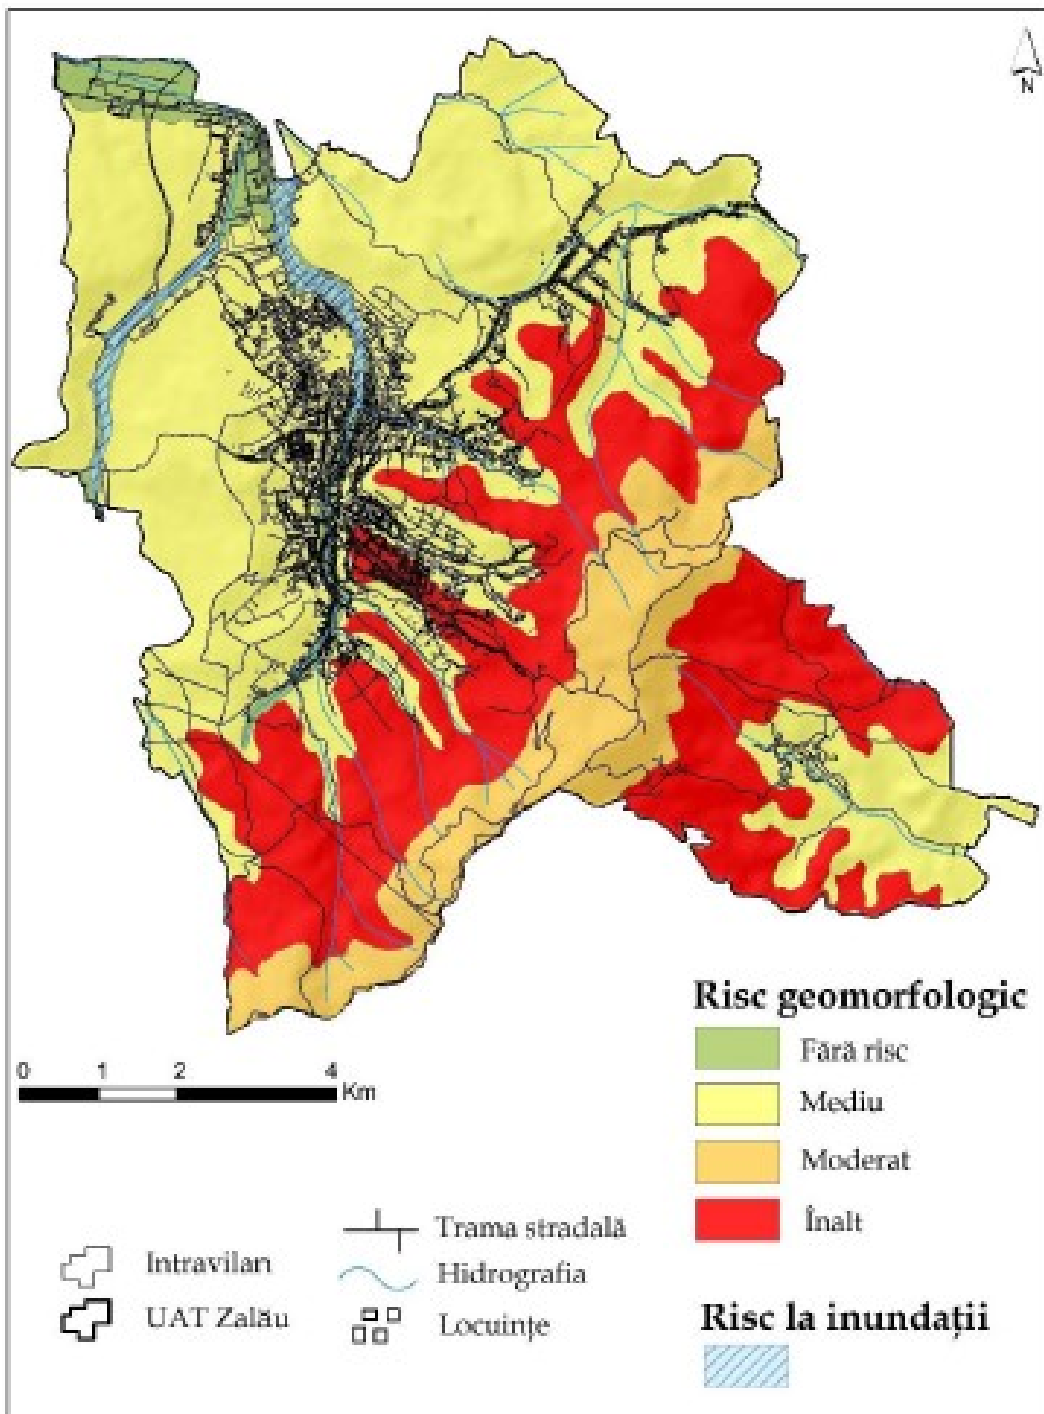 N
Risc geomorfologic
Fără risc
Mediu
Moderat
Înalt
0 1 2 4
Km
Trama stradală
Intravilan
Hidrografia
UAT Zalău
Locuințe
Risc la inundații